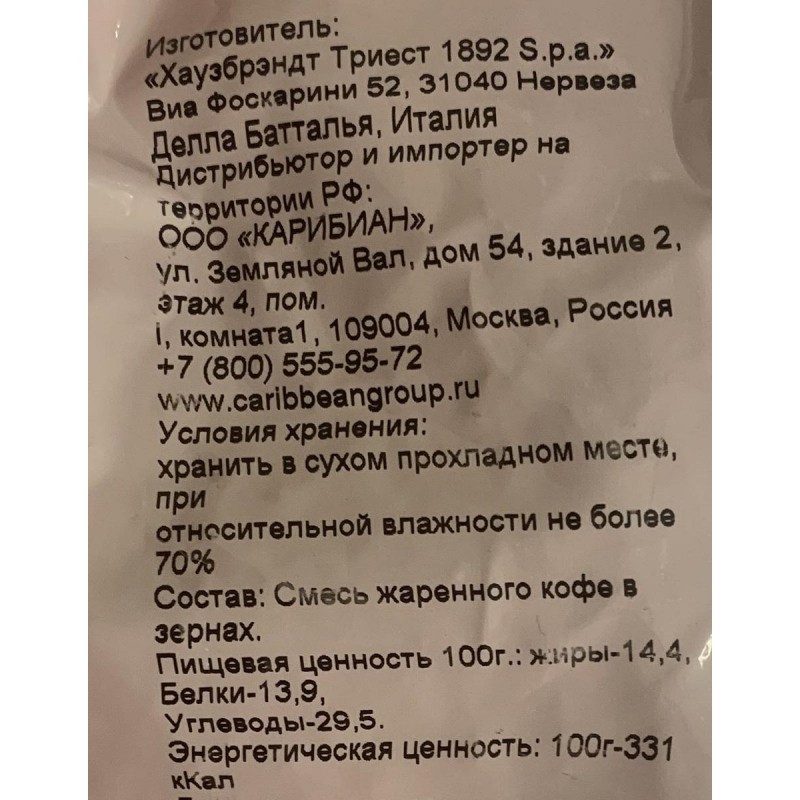 Изготовитель:
«Хаузбрэндт Триест 1892 S.p.a.»
Виа Фоскарини 52, 31040 Нервеза
Делла Батталья, Италия
Дистрибьютор и импортер на
территории РФ:
ООО «КАРИБИАН»,
ул. Земляной Вал, дом 54, здание 2,
этаж 4, пом.
I, комната1, 109004, Москва, Россия
+7 (800) 555-95-72
www.caribbeangroup.ru
Условия хранения:
хранить в сухом прохладном месте,
при
относительной влажности не более
70%
Состав: Смесь жаренного кофе в
зернах.
Пищевая ценность 100г.: жиры-14,4,
Белки-13,9,
Углеводы-29,5.
Энергетическая ценность: 100г-331
кКал